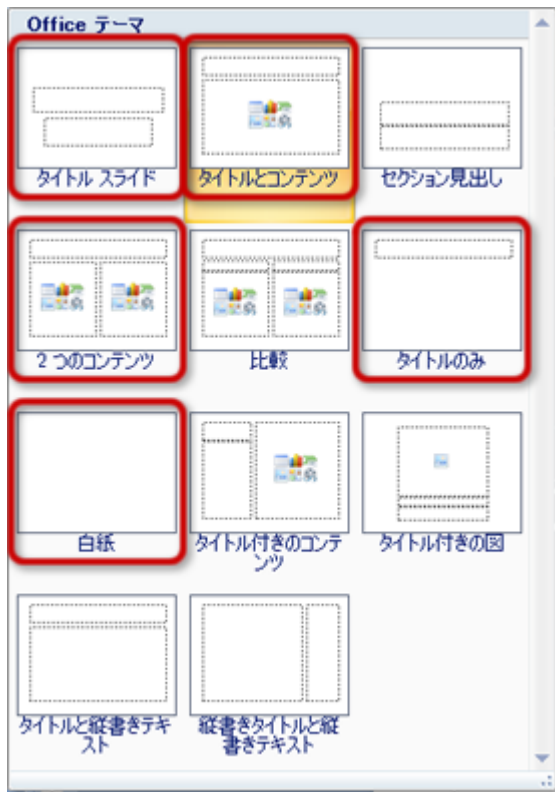 Office テーマ
タイトル スライド
タイトルとコンテンツ
セクション見出し
2 つのコンテンツ
比較
タイトルのみ
白紙
タイトル付きのコンテ
ンツ
タイトル付きの図
タイトルと縦書きテキ
スト
縦書きタイトルと縦
書きテキスト